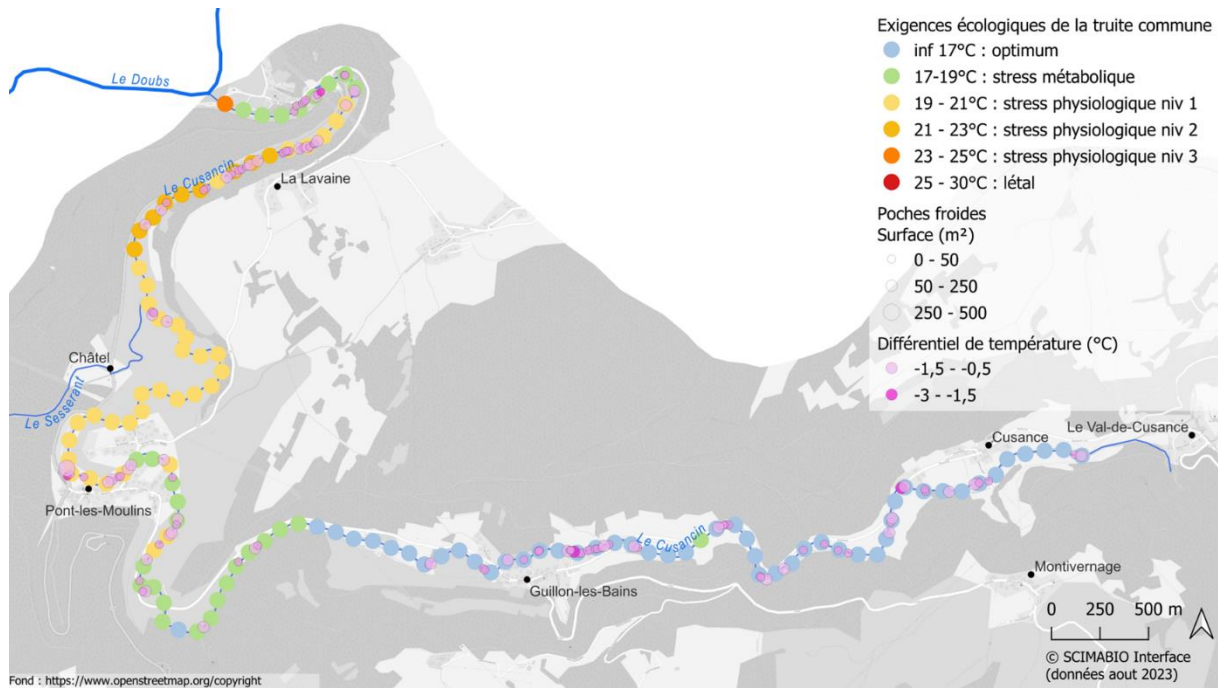 Le Doubs
Le Cusancin
La Lavaine
Châtel
Le Sesserant
Pont-les-Moulins
Guillon-les-Bains
Le Cusancin
Cusance
Le Val-de-Cusance
Montivernage
Exigences écologiques de la truite commune
inf 17°C : optimum
17-19°C : stress métabolique
19 - 21°C : stress physiologique niv 1
21 - 23°C : stress physiologique niv 2
23 - 25°C : stress physiologique niv 3
25 - 30°C : létal
Poches froides
Surface (m²)
0 - 50
50 - 250
250 - 500
Différentiel de température (°C)
-1,5 - -0,5
-3 - -1,5
0 250 500 m
© SCIMABIO Interface
(données aout 2023)
Fond : https://www.openstreetmap.org/copyright